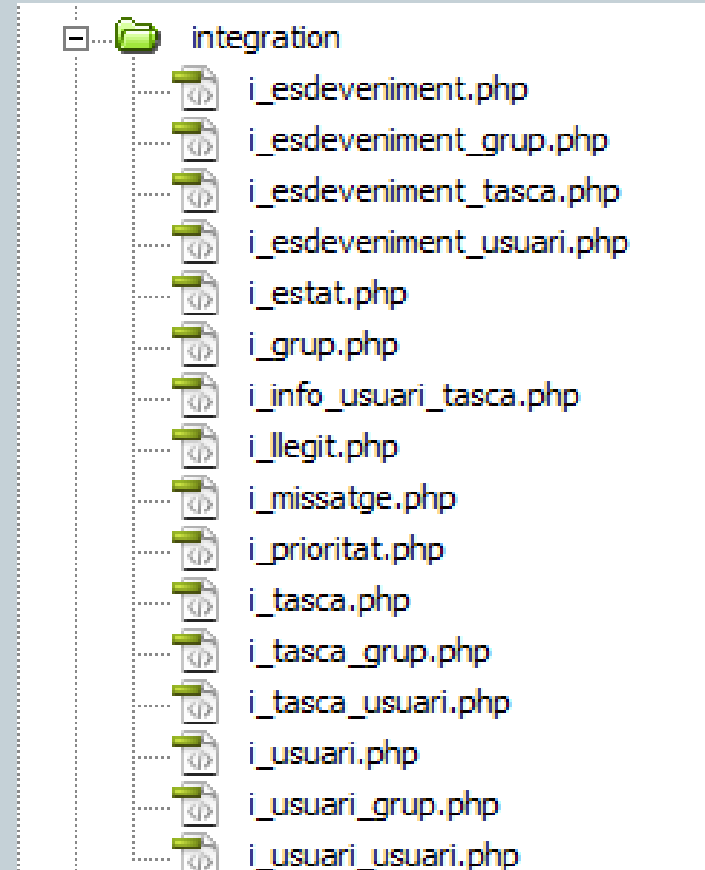 integration
i_esdeveniment.php
i_esdeveniment_grup.php
i_esdeveniment_tasca.php
i_esdeveniment_usuari.php
i_estat.php
i_grup.php
i_info_usuari_tasca.php
i_llegit.php
i_missatge.php
i_prioritat.php
i_tasca.php
i_tasca_grup.php
i_tasca_usuari.php
i_usuari.php
i_usuari_grup.php
i_usuari_usuari.php